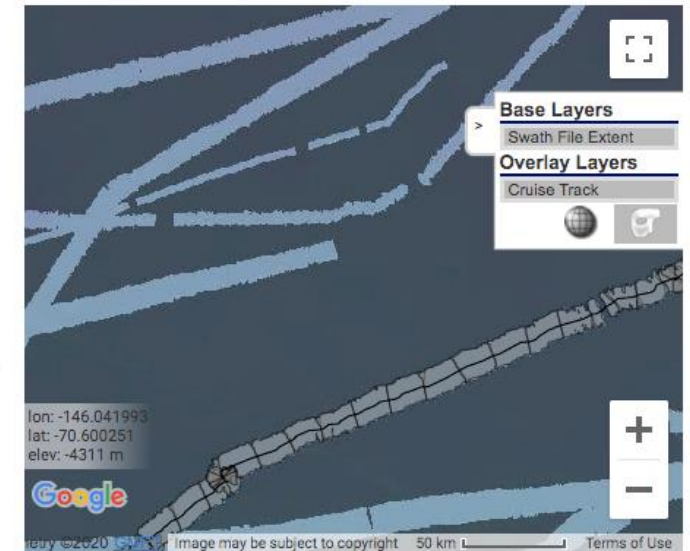 >
Base Layers
Swath File Extent
Overlay Layers
Cruise Track
lon: -146.041993
lat: -70.600251
elev: -4311 m
Google
+
−
©2020
Image may be subject to copyright
50 km
Terms of Use